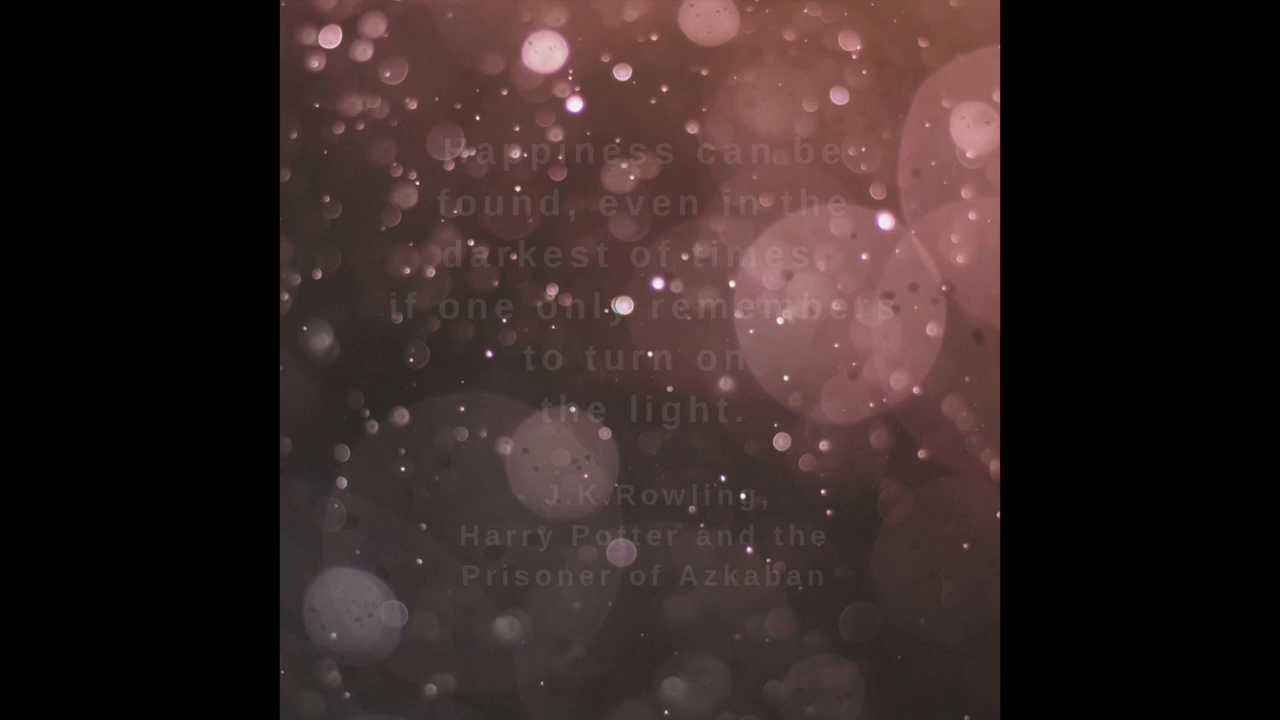 Happiness can be
found, even in the
darkest of times,
if one only remembers
to turn on
the light.
J.K.Rowling,
Harry Potter and the
Prisoner of Azkaban